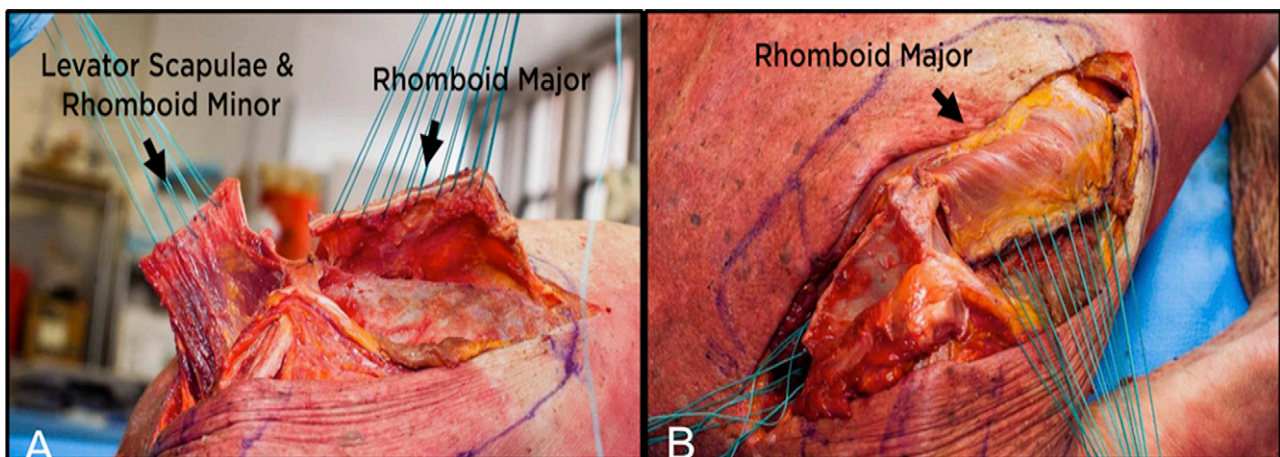 Levator Scapulae &
Rhomboid Minor
Rhomboid Major
A
Rhomboid Major
B